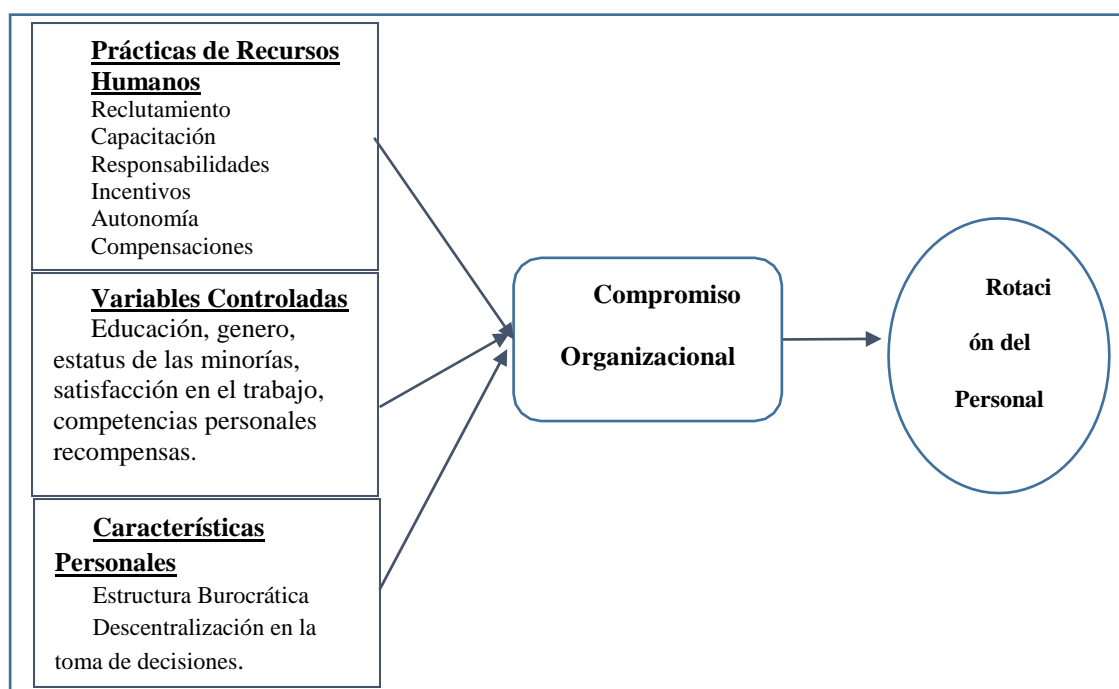 Prácticas de Recursos
Humanos
Reclutamiento
Capacitación
Responsabilidades
Incentivos
Autonomía
Compensaciones
Variables Controladas
Educación, genero,
estatus de las minorías,
satisfacción en el trabajo,
competencias personales
recompensas.
Características
Personales
Estructura Burocrática
Descentralización en la
toma de decisiones.
Compromiso
Organizacional
Rotaci
ón del
Personal